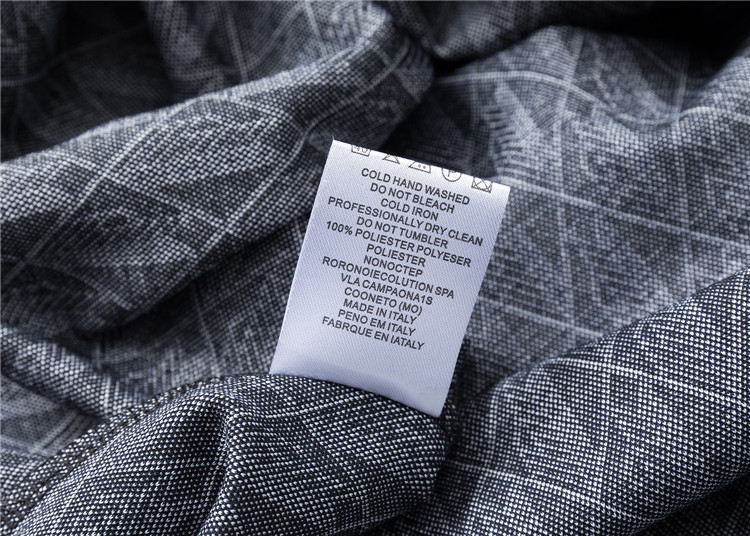 COLD HAND WASHED
DO NOT BLEACH
COLD IRON
PROFESSIONALLY DRY CLEAN
DO NOT TUMBLER
100% POLIESTER POLYESER
POLIESTER
NONOCTEP
RORONOIECOLUTION SPA
VLA CAMPAONA1S
COONETO (MO)
MADE IN ITALY
PENO EM ITALY
FABRQUE EN IATALY